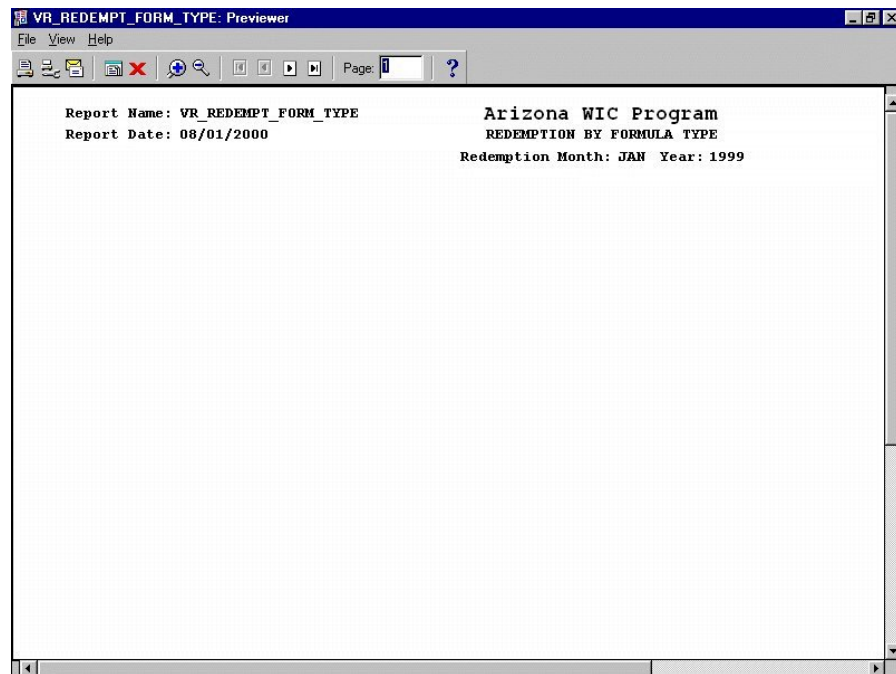 VR_REDEMPT_FORM_TYPE: Previewer
File View Help
Page: 1
Report Name: VR_REDEMPT_FORM_TYPE
Arizona WIC Program
Report Date: 08/01/2000
REDEMPTION BY FORMULA TYPE
Redemption Month: JAN Year: 1999